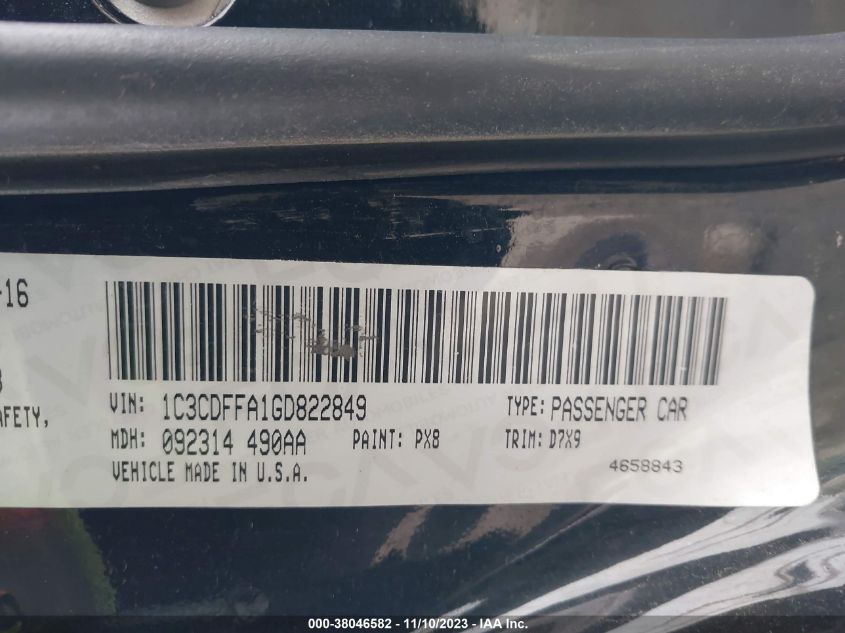 -16
AFETY,
VIN: 1C3CDFFA1GD822849 TYPE: PASSENGER CAR
MDH: 092314 490AA PAINT: PX8 TRIM: D7X9
VEHICLE MADE IN U.S.A. 4658843
000-38046582 - 11/10/2023 - IAA Inc.